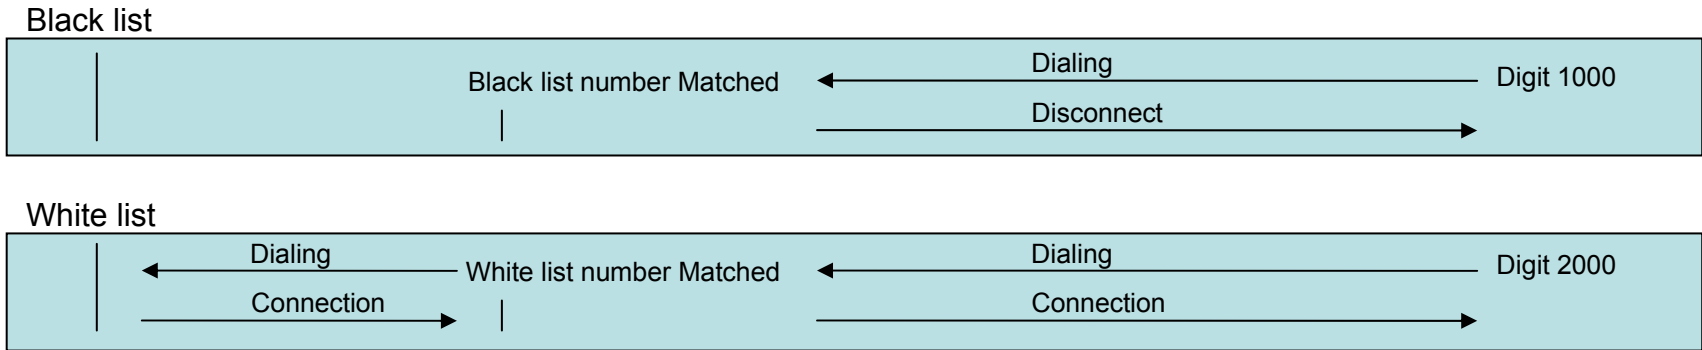 Black list
Dialing
Black list number Matched
Digit 1000
Disconnect
White list
Dialing
Dialing
White list number Matched
Digit 2000
Connection
Connection